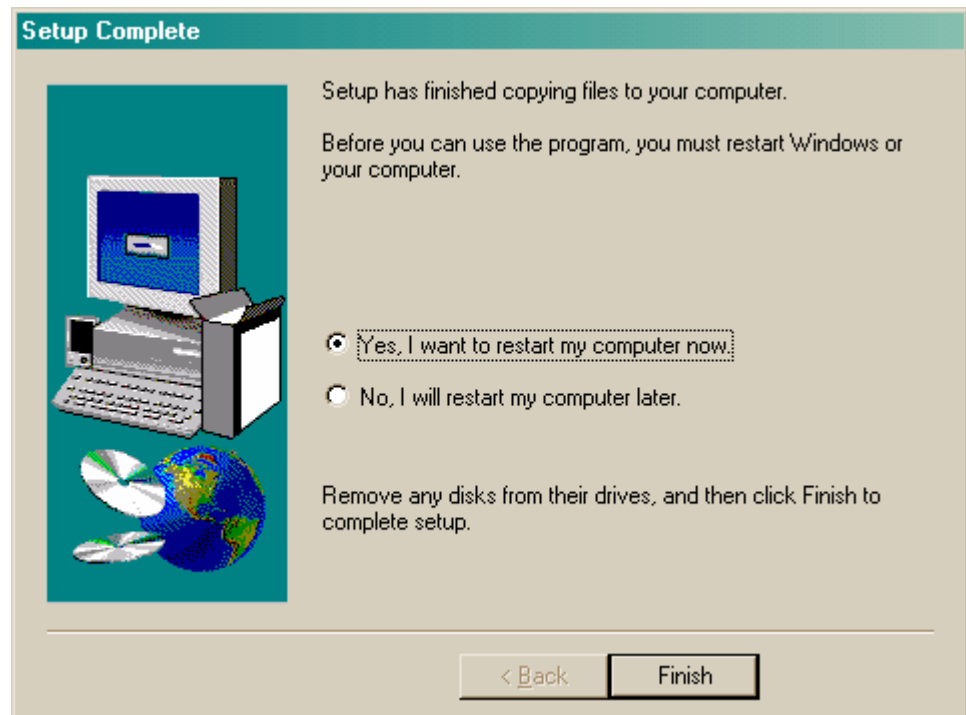 Setup Complete
Setup has finished copying files to your computer.
Before you can use the program, you must restart Windows or
your computer.
Yes, I want to restart my computer now.
No, I will restart my computer later.
Remove any disks from their drives, and then click Finish to
complete setup.
< Back
Finish